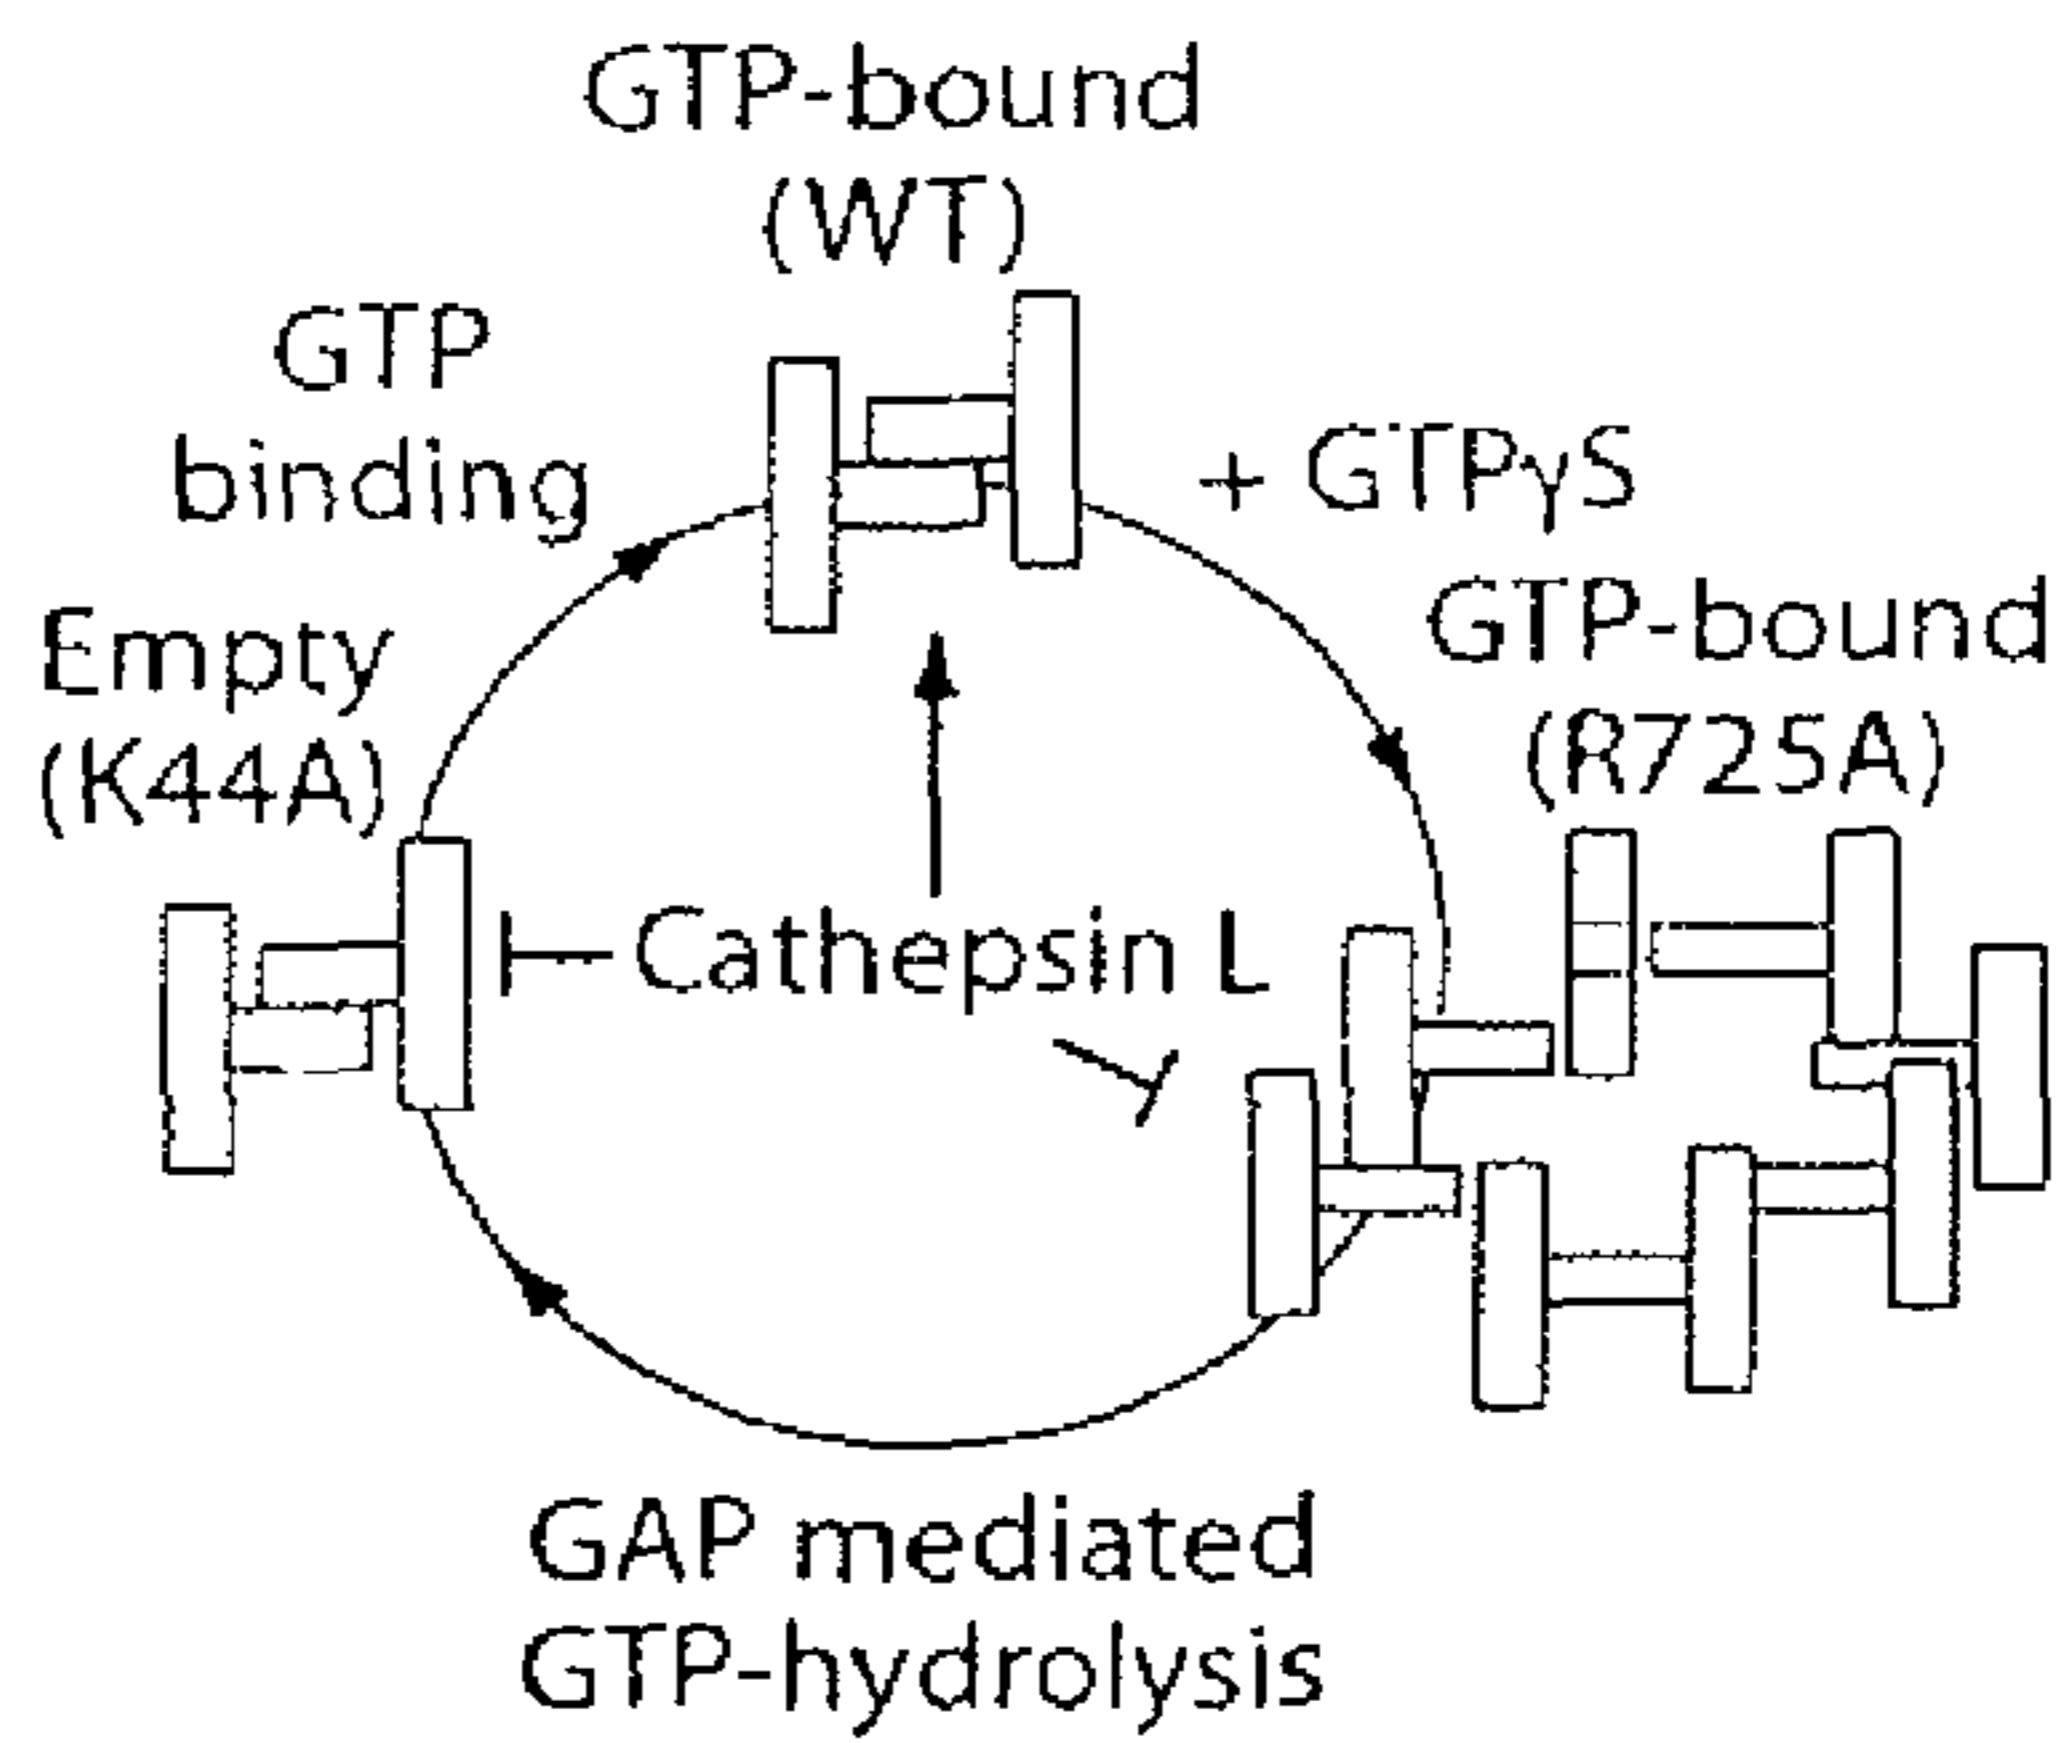 GTP-bound
(WT)
GTP
binding
+ GTPγS
Empty
(K44A)
GTP-bound
(R725A)
Cathepsin L
GAP mediated
GTP-hydrolysis